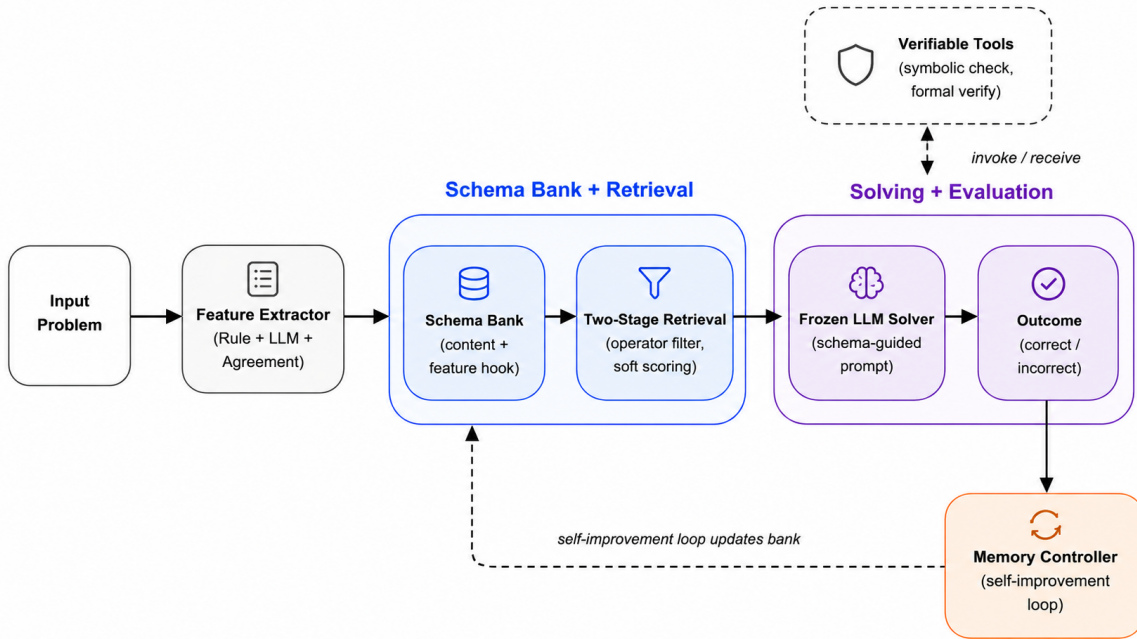 Verifiable Tools
(symbolic check,
formal verify)
invoke / receive
Schema Bank + Retrieval
Solving + Evaluation
Input
Problem
Feature Extractor
(Rule + LLM +
Agreement)
Schema Bank
(content +
feature hook)
Two-Stage Retrieval
(operator filter,
soft scoring)
Frozen LLM Solver
(schema-guided
prompt)
Outcome
(correct /
incorrect)
self-improvement loop updates bank
Memory Controller
(self-improvement
loop)